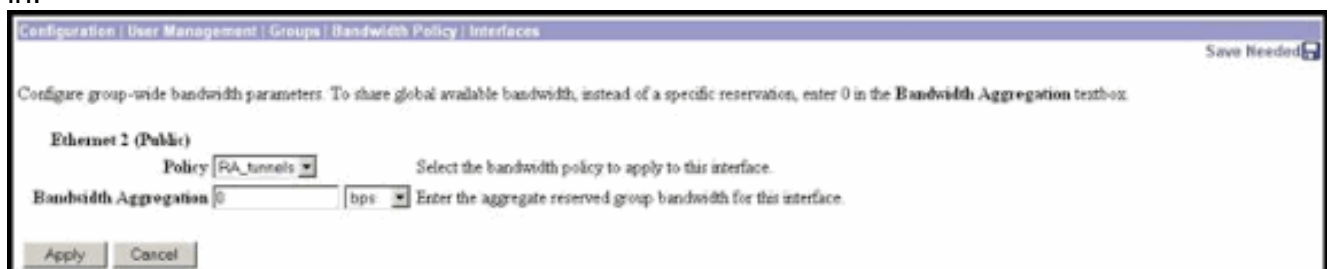 Configuration | User Management | Groups | Bandwidth Policy | Interfaces
Save Needed
Configure group-wide bandwidth parameters. To share global available bandwidth, instead of a specific reservation, enter 0 in the Bandwidth Aggregation textbox.
Ethernet 2 (Public)
Policy RA_tunnels Select the bandwidth policy to apply to this interface.
Bandwidth Aggregation 0 bps Enter the aggregate reserved group bandwidth for this interface.
Apply Cancel